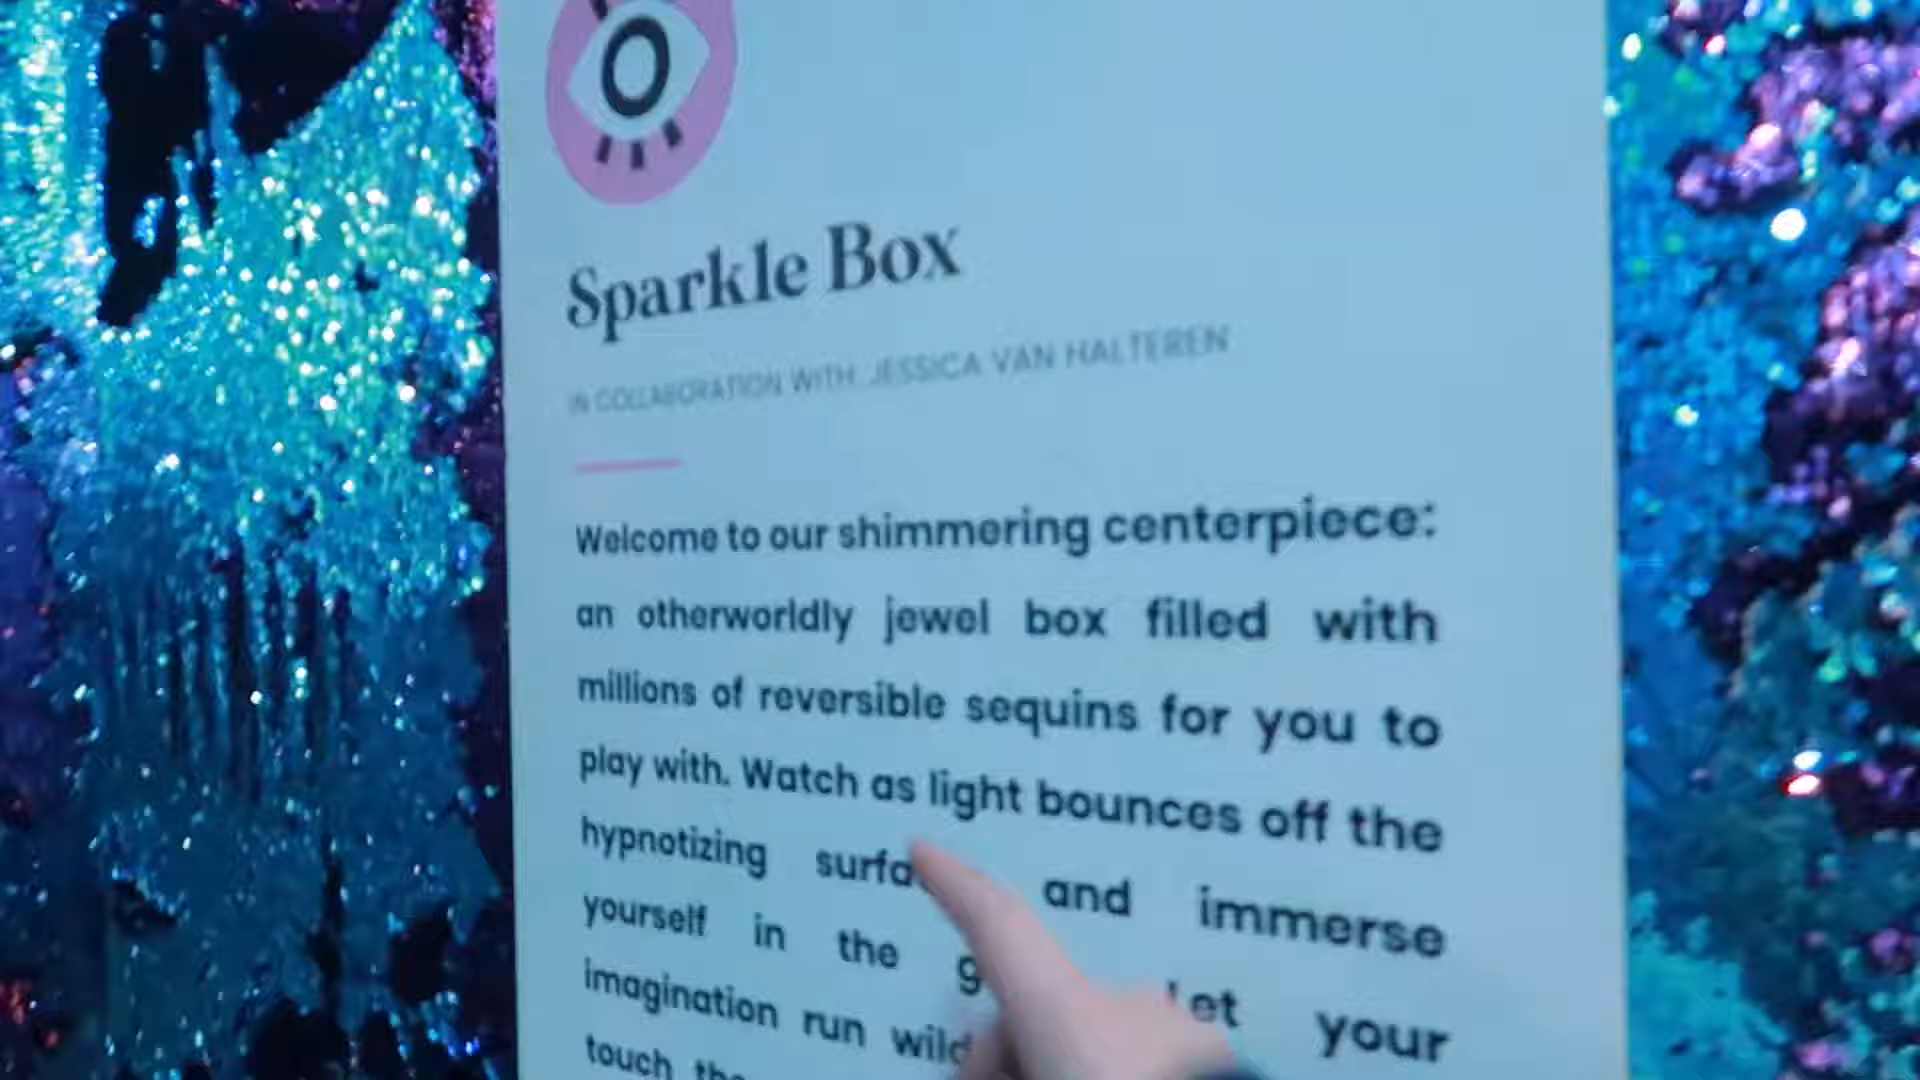 Sparkle Box
IN COLLABORATION WITH JESSICA VAN HALTEREN
Welcome to our shimmering centerpiece:
an otherworldly jewel box filled with
millions of reversible sequins for you to
play with. Watch as light bounces off the
hypnotizing and immerse
yourself in the your
imagination run
touch